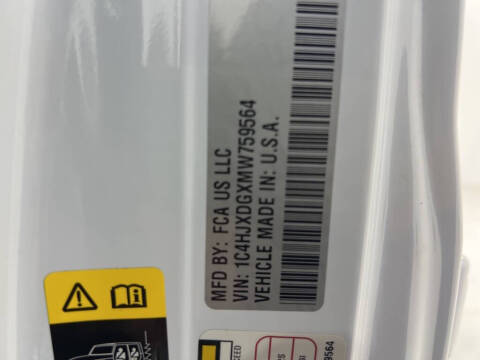 MFD BY: FCA US LLC
VIN: 1C4HJXDGXMW759564
VEHICLE MADE IN: U.S.A.